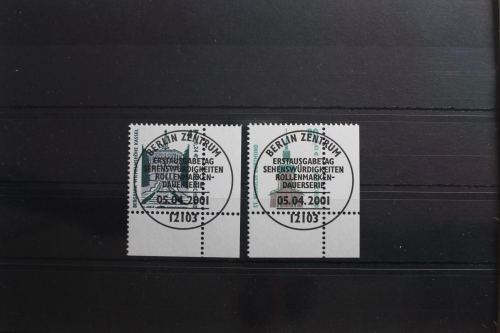 BERLIN ZENTRUM
ERSTAUSGABETAG
SEHENSWÜRDIGKEITEN
ROLLENMARKEN-
DAUERSERIE
05.04.2001
12103
BERLIN ZENTRUM
ERSTAUSGABETAG
SEHENSWÜRDIGKEITEN
ROLLENMARKEN-
DAUERSERIE
05.04.2001
12103